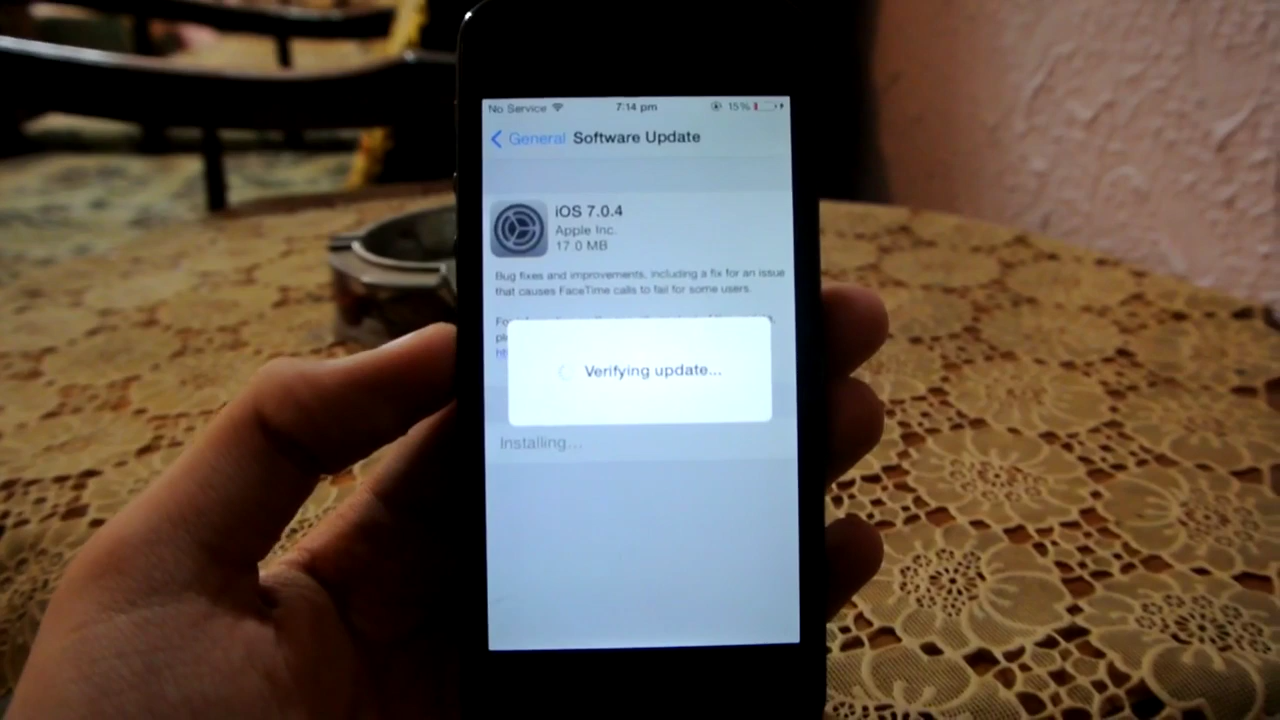 No Service 7:14 pm 15%
General Software Update
iOS 7.0.4
Apple Inc.
17.0 MB
Bug fixes and improvements, including a fix for an issue
that causes FaceTime calls to fail for some users.
Verifying update...
Installing...